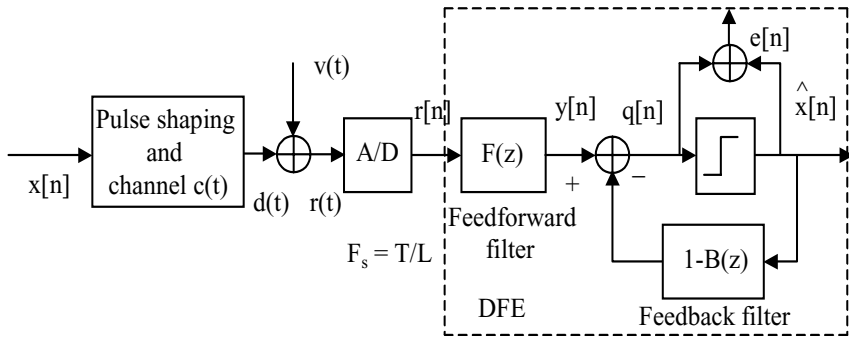 e[n]
v(t)
x̂[n]
r[n]
y[n]
q[n]
Pulse shaping
and
channel c(t)
A/D
F(z)
x[n]
d(t)
r(t)
+
−
Feedforward
filter
F_s = T/L
1-B(z)
DFE
Feedback filter